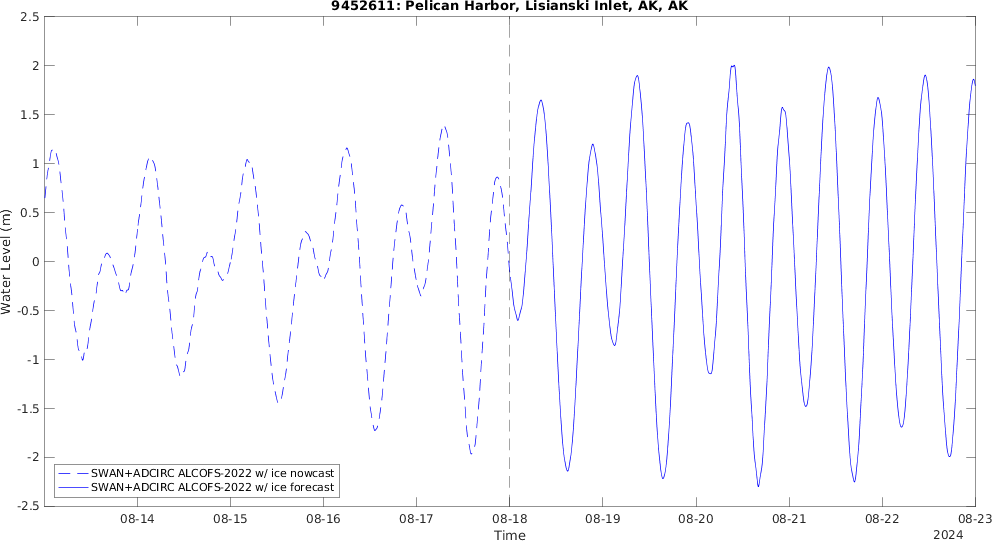 9452611: Pelican Harbor, Lisianski Inlet, AK, AK
2.5
2
1.5
1
0.5
0
-0.5
-1
-1.5
-2
-2.5
Water Level (m)
SWAN+ADCIRC ALCOFS-2022 w/ ice nowcast
SWAN+ADCIRC ALCOFS-2022 w/ ice forecast
08-14 08-15 08-16 08-17 08-18 08-19 08-20 08-21 08-22 08-23
Time
2024